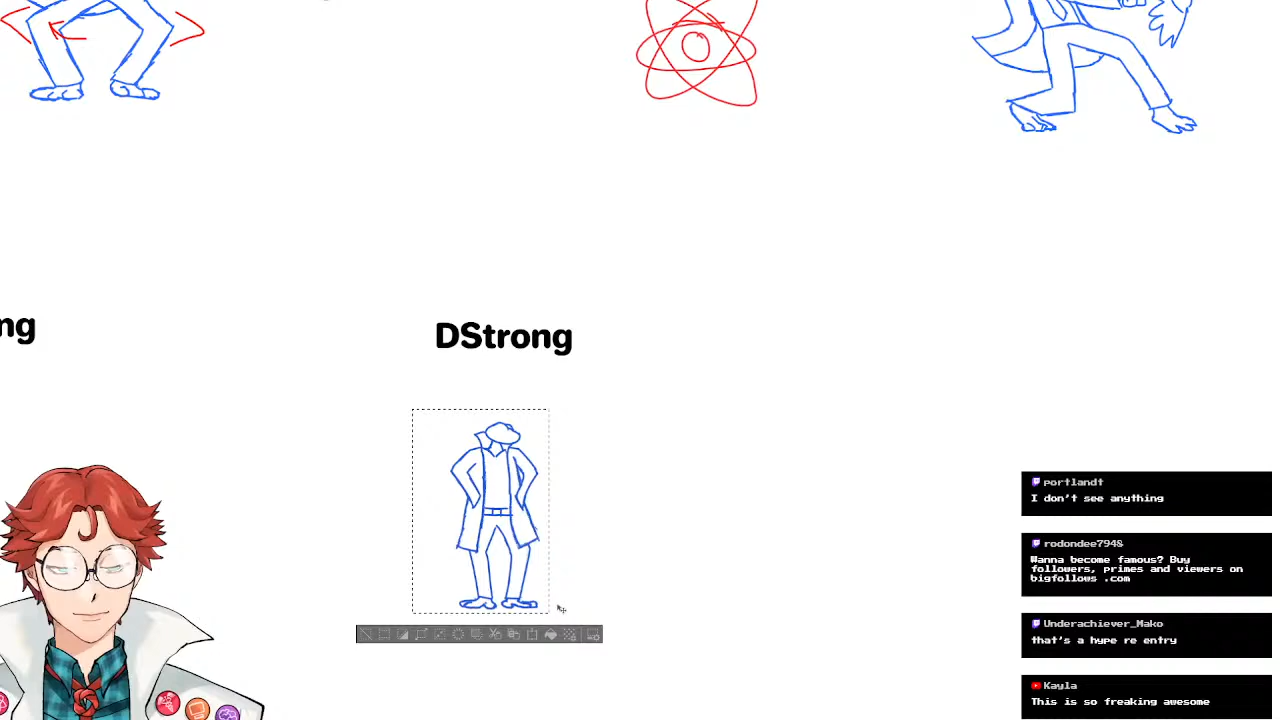 ng
DStrong
portlandt
I don't see anything
rodondee7948
Wanna become famous? Buy
followers, primes and viewers on
bigfollows .com
Underachiever_Mako
that's a hype re entry
Kayla
This is so freaking awesome